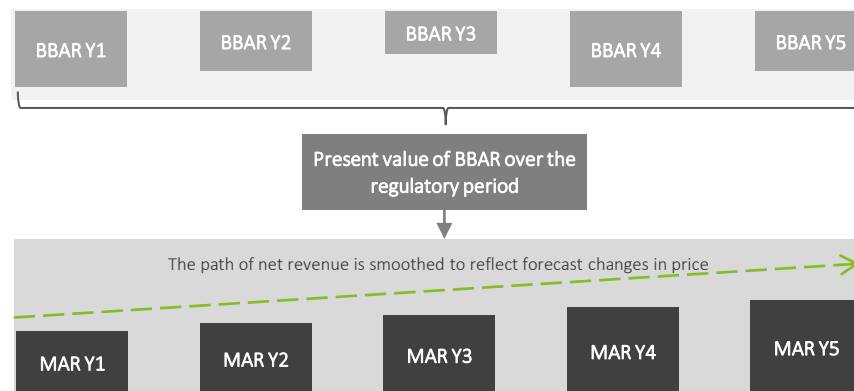 BBAR Y1
BBAR Y2
BBAR Y3
BBAR Y4
BBAR Y5
Present value of BBAR over the
regulatory period
The path of net revenue is smoothed to reflect forecast changes in price
MAR Y1
MAR Y2
MAR Y3
MAR Y4
MAR Y5